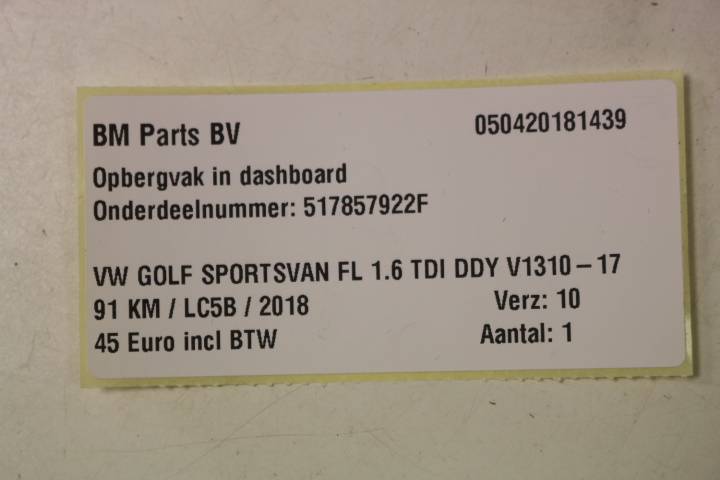 BM Parts BV 050420181439
Opbergvak in dashboard
Onderdeelnummer: 517857922F
VW GOLF SPORTSVAN FL 1.6 TDI DDY V1310-17
91 KM / LC5B / 2018 Verz: 10
45 Euro incl BTW Aantal: 1